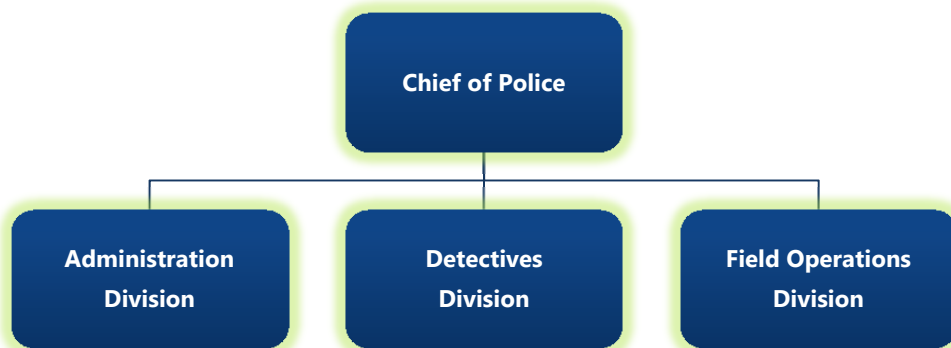 Chief of Police
Administration
Division
Detectives
Division
Field Operations
Division